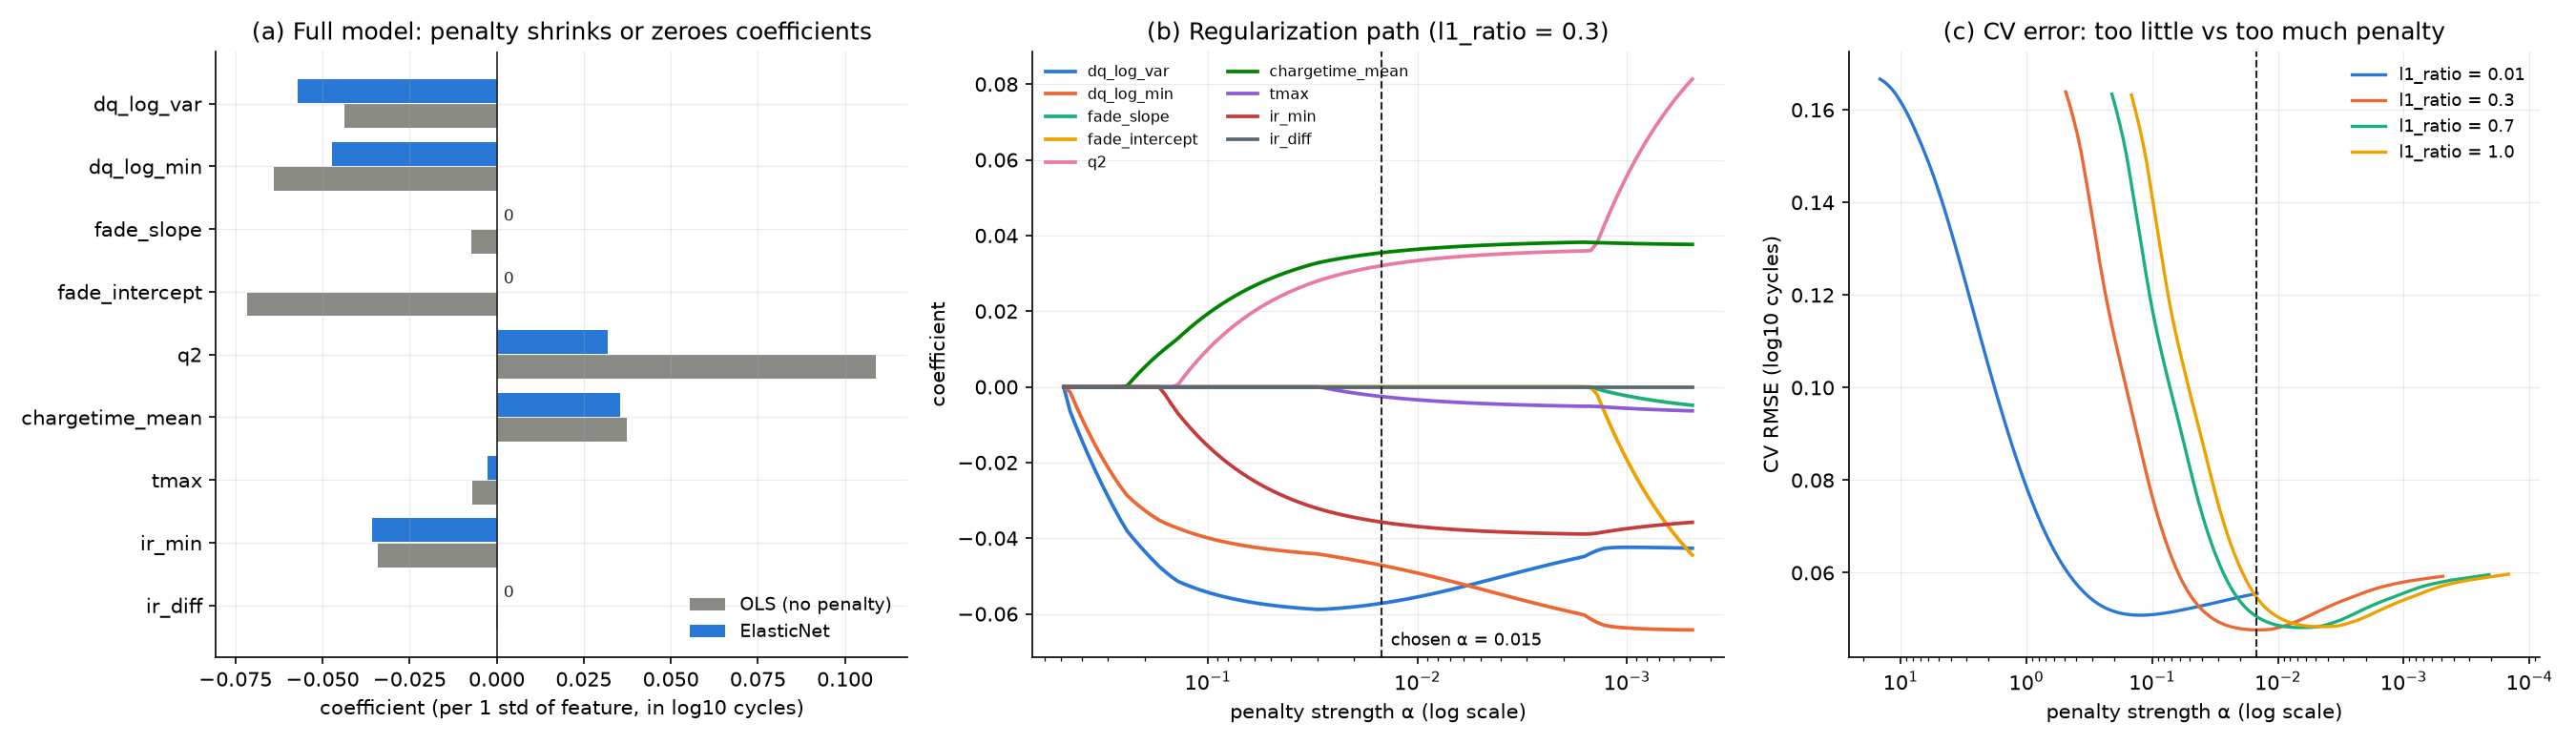 (a) Full model: penalty shrinks or zeroes coefficients
dq_log_var
dq_log_min
fade_slope
fade_intercept
q2
chargetime_mean
tmax
ir_min
ir_diff
0
0
0
OLS (no penalty)
ElasticNet
−0.075 −0.050 −0.025 0.000 0.025 0.050 0.075 0.100
coefficient (per 1 std of feature, in log10 cycles)
(b) Regularization path (l1_ratio = 0.3)
coefficient
0.08
0.06
0.04
0.02
0.00
−0.02
−0.04
−0.06
dq_log_var
dq_log_min
fade_slope
fade_intercept
q2
chargetime_mean
tmax
ir_min
ir_diff
chosen α = 0.015
10⁻¹ 10⁻² 10⁻³
penalty strength α (log scale)
(c) CV error: too little vs too much penalty
CV RMSE (log10 cycles)
0.16
0.14
0.12
0.10
0.08
0.06
l1_ratio = 0.01
l1_ratio = 0.3
l1_ratio = 0.7
l1_ratio = 1.0
10¹ 10⁰ 10⁻¹ 10⁻² 10⁻³ 10⁻⁴
penalty strength α (log scale)